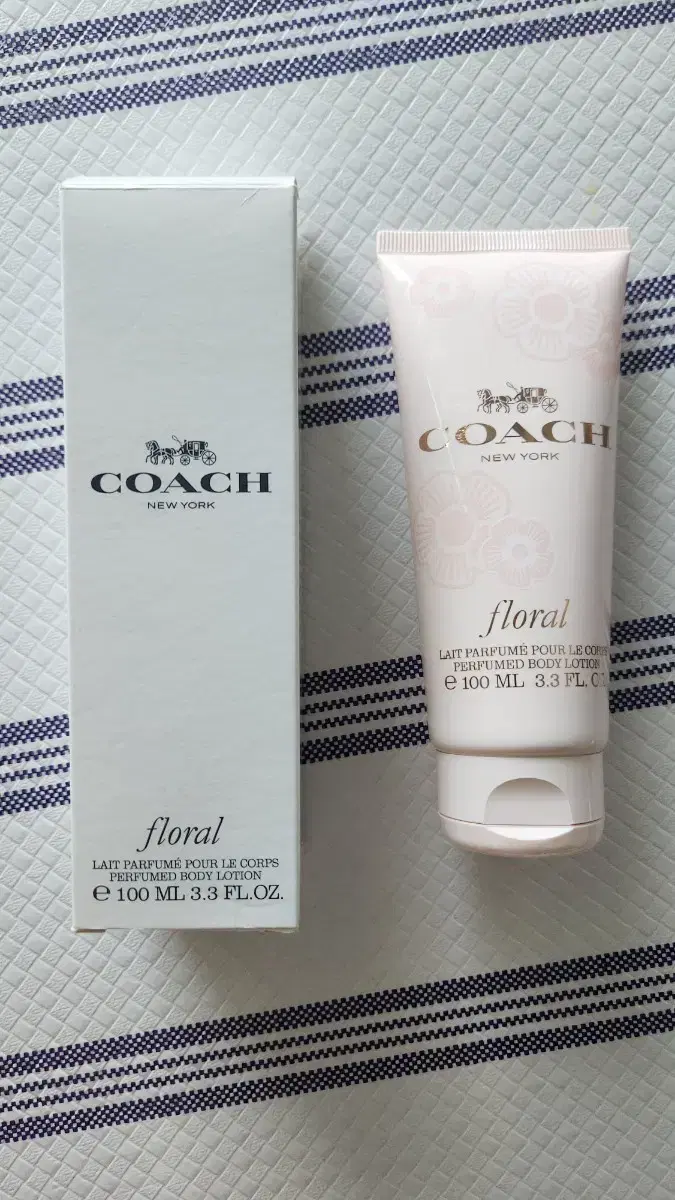 COACH
NEW YORK
floral
LAIT PARFUMÉ POUR LE CORPS
PERFUMED BODY LOTION
e 100 ML 3.3 FL.OZ.
COACH
NEW YORK
floral
LAIT PARFUMÉ POUR LE CORPS
PERFUMED BODY LOTION
e 100 ML 3.3 FL. O